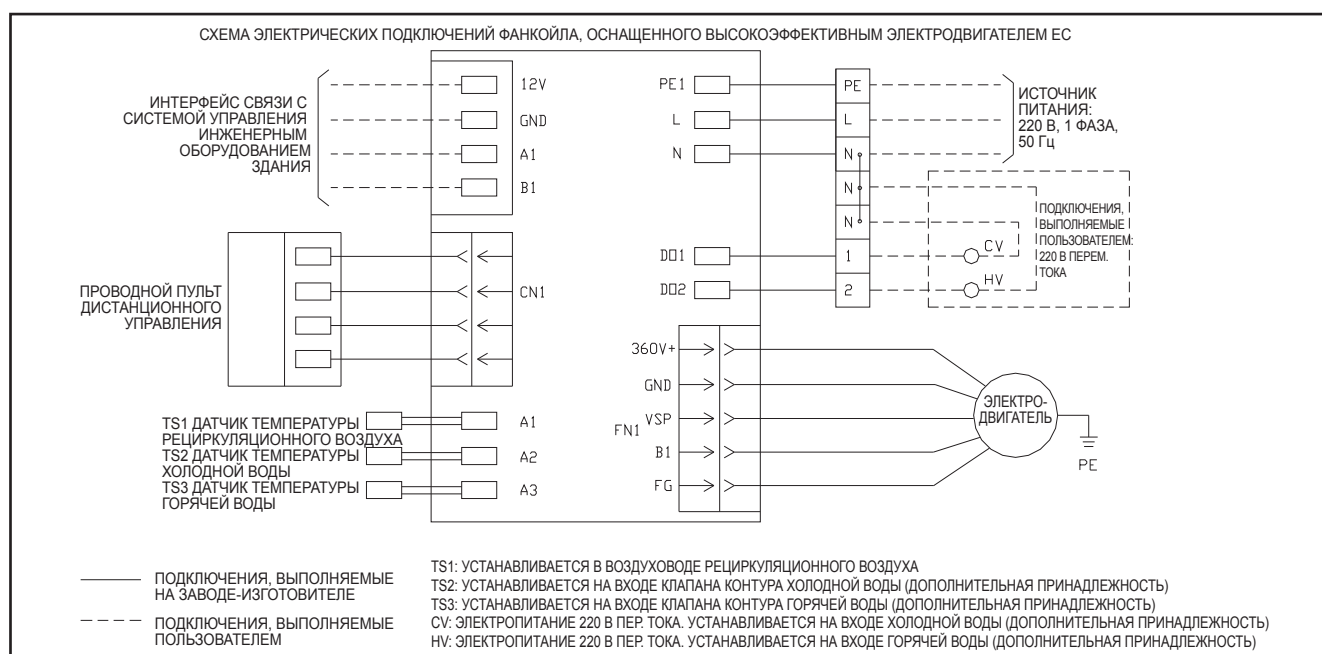 СХЕМА ЭЛЕКТРИЧЕСКИХ ПОДКЛЮЧЕНИЙ ФАНКОЙЛА, ОСНАЩЕННОГО ВЫСОКОЭФФЕКТИВНЫМ ЭЛЕКТРОДВИГАТЕЛЕМ ЕС
ИНТЕРФЕЙС СВЯЗИ С
СИСТЕМОЙ УПРАВЛЕНИЯ
ИНЖЕНЕРНЫМ
ОБОРУДОВАНИЕМ
ЗДАНИЯ
12V
GND
A1
B1
PE1
L
N
PE
L
N
N
N
1
2
ИСТОЧНИК
ПИТАНИЯ:
220 В, 1 ФАЗА,
50 Гц
DO1
DO2
CV
HV
ПОДКЛЮЧЕНИЯ,
ВЫПОЛНЯЕМЫЕ
ПОЛЬЗОВАТЕЛЕМ:
220 В ПЕРЕМ.
ТОКА
ПРОВОДНОЙ ПУЛЬТ
ДИСТАНЦИОННОГО
УПРАВЛЕНИЯ
CN1
360V+
GND
VSP
FN1
B1
FG
ЭЛЕКТРО-
ДВИГАТЕЛЬ
PE
TS1 ДАТЧИК ТЕМПЕРАТУРЫ
РЕЦИРКУЛЯЦИОННОГО ВОЗДУХА
TS2 ДАТЧИК ТЕМПЕРАТУРЫ
ХОЛОДНОЙ ВОДЫ
TS3 ДАТЧИК ТЕМПЕРАТУРЫ
ГОРЯЧЕЙ ВОДЫ
A1
A2
A3
ПОДКЛЮЧЕНИЯ, ВЫПОЛНЯЕМЫЕ
НА ЗАВОДЕ-ИЗГОТОВИТЕЛЕ
ПОДКЛЮЧЕНИЯ, ВЫПОЛНЯЕМЫЕ
ПОЛЬЗОВАТЕЛЕМ
TS1: УСТАНАВЛИВАЕТСЯ В ВОЗДУХОВОДЕ РЕЦИРКУЛЯЦИОННОГО ВОЗДУХА
TS2: УСТАНАВЛИВАЕТСЯ НА ВХОДЕ КЛАПАНА КОНТУРА ХОЛОДНОЙ ВОДЫ (ДОПОЛНИТЕЛЬНАЯ ПРИНАДЛЕЖНОСТЬ)
TS3: УСТАНАВЛИВАЕТСЯ НА ВХОДЕ КЛАПАНА КОНТУРА ГОРЯЧЕЙ ВОДЫ (ДОПОЛНИТЕЛЬНАЯ ПРИНАДЛЕЖНОСТЬ)
CV: ЭЛЕКТРОПИТАНИЕ 220 В ПЕР. ТОКА. УСТАНАВЛИВАЕТСЯ НА ВХОДЕ ХОЛОДНОЙ ВОДЫ (ДОПОЛНИТЕЛЬНАЯ ПРИНАДЛЕЖНОСТЬ)
HV: ЭЛЕКТРОПИТАНИЕ 220 В ПЕР. ТОКА. УСТАНАВЛИВАЕТСЯ НА ВХОДЕ ГОРЯЧЕЙ ВОДЫ (ДОПОЛНИТЕЛЬНАЯ ПРИНАДЛЕЖНОСТЬ)